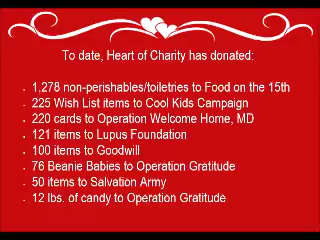 To date, Heart of Charity has donated:
- 1,278 non-perishables/toiletries to Food on the 15th
- 225 Wish List items to Cool Kids Campaign
- 220 cards to Operation Welcome Home, MD
- 121 items to Lupus Foundation
- 100 items to Goodwill
- 76 Beanie Babies to Operation Gratitude
- 50 items to Salvation Army
- 12 lbs. of candy to Operation Gratitude